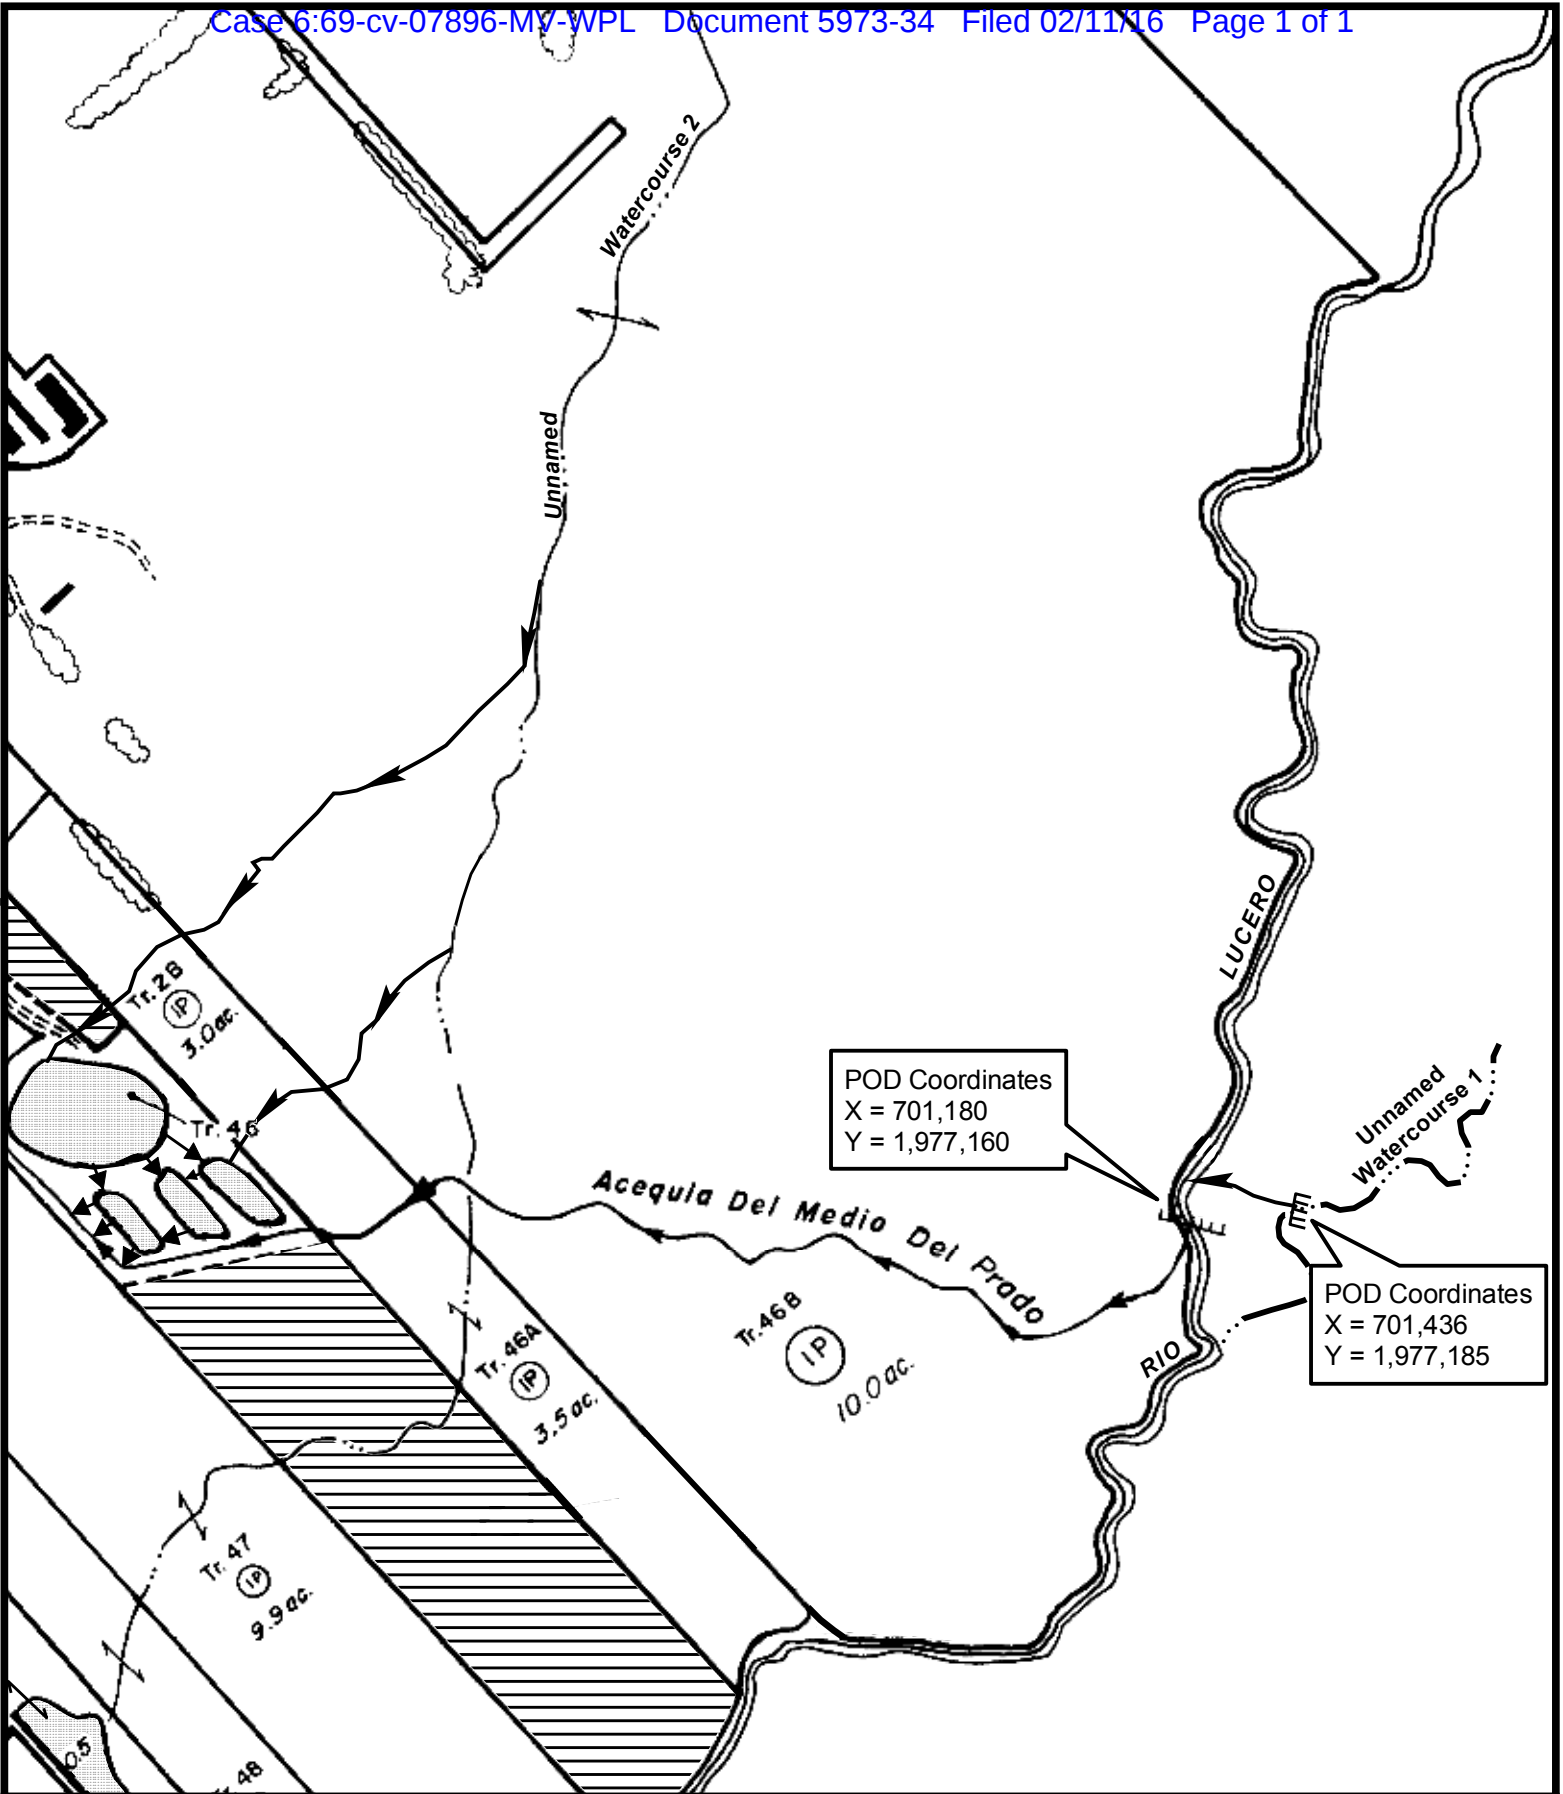 Case 6:69-cv-07896-MV-WPL Document 5973-34 Filed 02/11/16 Page 1 of 1
Watercourse 2
Unnamed
LUCERO
Tr. 2B
IP
3.0 ac.
POD Coordinates
X = 701,180
Y = 1,977,160
Unnamed
Watercourse 1
Tr. 46
Acequia Del Medio Del Prado
POD Coordinates
X = 701,436
Y = 1,977,185
Tr. 46B
IP
10.0 ac.
RIO
Tr. 46A
IP
3.5 ac.
Tr. 47
IP
9.9 ac.
0.5
Tr. 48